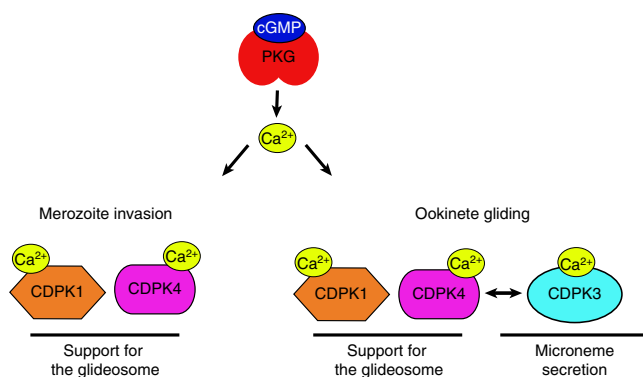 cGMP
PKG
Ca²⁺
Merozoite invasion
Ookinete gliding
Ca²⁺
Ca²⁺
Ca²⁺
Ca²⁺
Ca²⁺
CDPK1
CDPK4
CDPK1
CDPK4
CDPK3
Support for
the glideosome
Support for
the glideosome
Microneme
secretion